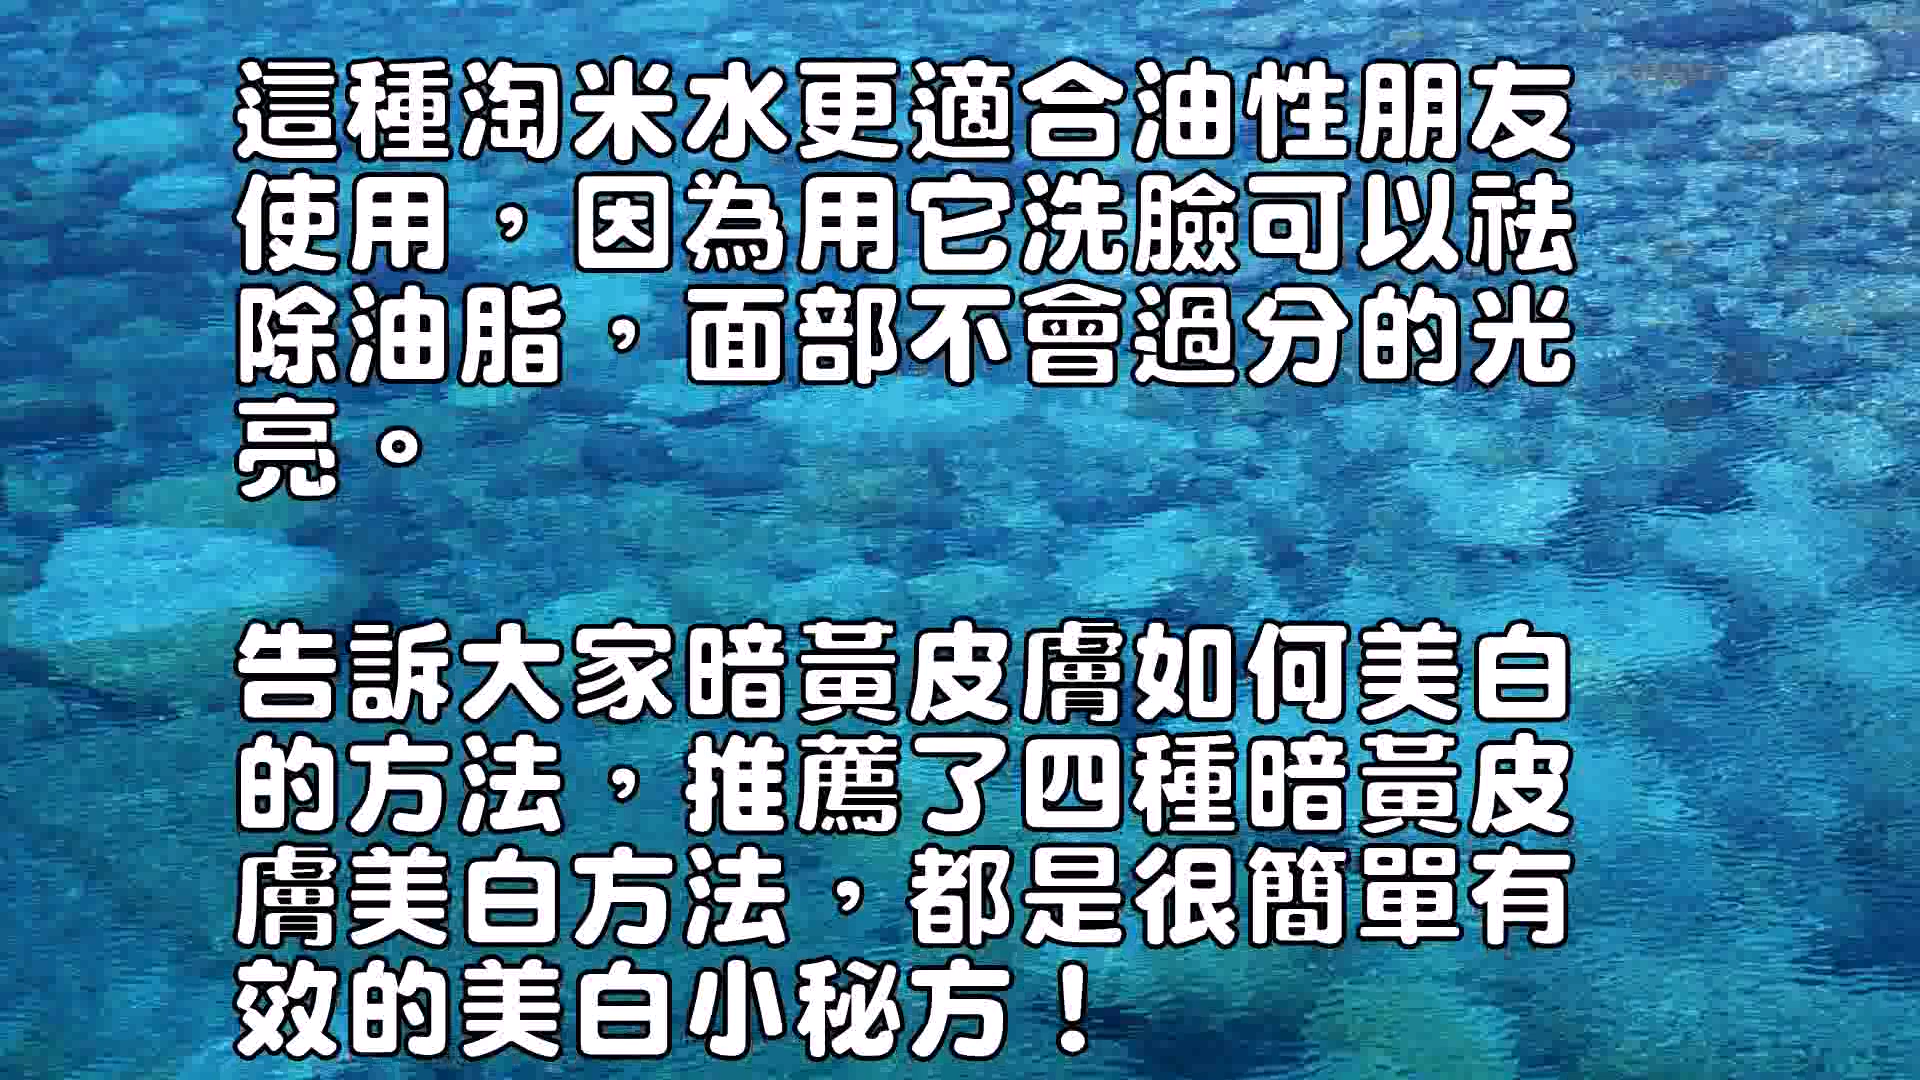 這種淘米水更適合油性朋友
使用，因為用它洗臉可以祛
除油脂，面部不會過分的光
亮。
告訴大家暗黃皮膚如何美白
的方法，推薦了四種暗黃皮
膚美白方法，都是很簡單有
效的美白小秘方！